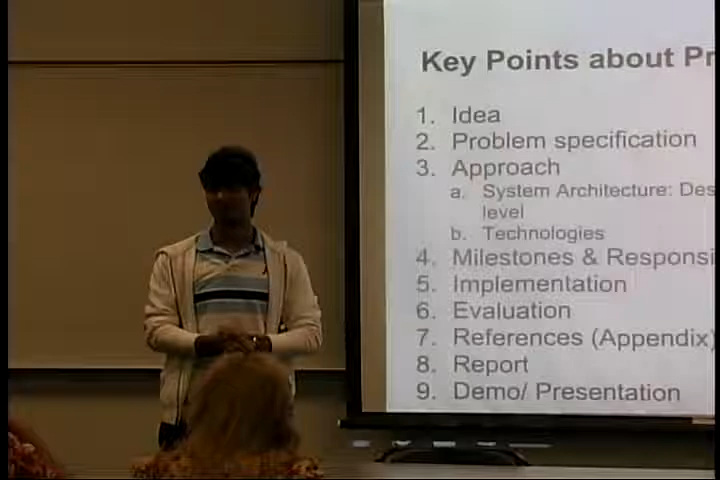 Key Points about Pr
1. Idea
2. Problem specification
3. Approach
a. System Architecture: Des
level
b. Technologies
4. Milestones & Responsi
5. Implementation
6. Evaluation
7. References (Appendix)
8. Report
9. Demo/ Presentation